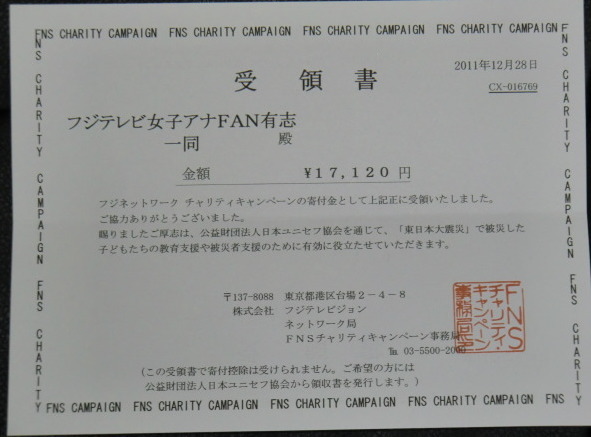 FNS CHARITY CAMPAIGN FNS CHARITY CAMPAIGN FNS CHARITY CAMPAIGN
2011年12月28日
受領書
CX-016769
フジテレビ女子アナFAN有志
一同 殿
金額 ¥17,120円
フジネットワーク チャリティキャンペーンの寄付金として上記正に受領いたしました。
ご協力ありがとうございました。
賜りましたご厚志は、公益財団法人日本ユニセフ協会を通じて、「東日本大震災」で被災した
子どもたちの教育支援や被災者支援のために有効に役立たせていただきます。
〒137-8088 東京都港区台場2-4-8
株式会社 フジテレビジョン
ネットワーク局
FNSチャリティキャンペーン事務局
℡ 03-5500-2000
FNS
チャリティ・
キャンペーン
事務局
(この受領書で寄付控除は受けられません。ご希望の方には
公益財団法人日本ユニセフ協会から領収書を発行します。)
FNS CHARITY CAMPAIGN FNS CHARITY
FNS CHARITY CAMPAIGN FNS CHARITY
FNS CAMPAIGN FNS CHARITY CAMPAIGN FNS CHARITY CAMPAIGN